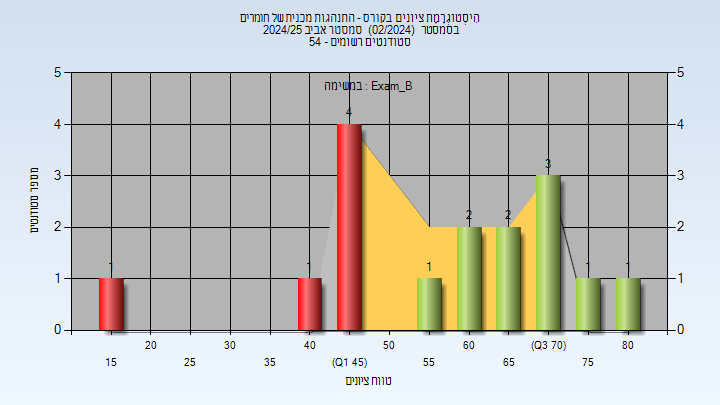 היסטוגרמת ציונים בקורס - התנהגות מכנית של חומרים
בסמסטר (02/2024) סמסטר אביב 2024/25
סטודנטים רשומים - 54
במשימה : Exam_B
מספר סטודנטים
5 5
4 4
3 3
2 2
1 1
0 0
1 1 4 1 2 2 3 1 1
20 30 40 50 60 (Q3 70) 80
15 25 35 (Q1 45) 55 65 75
טווח ציונים